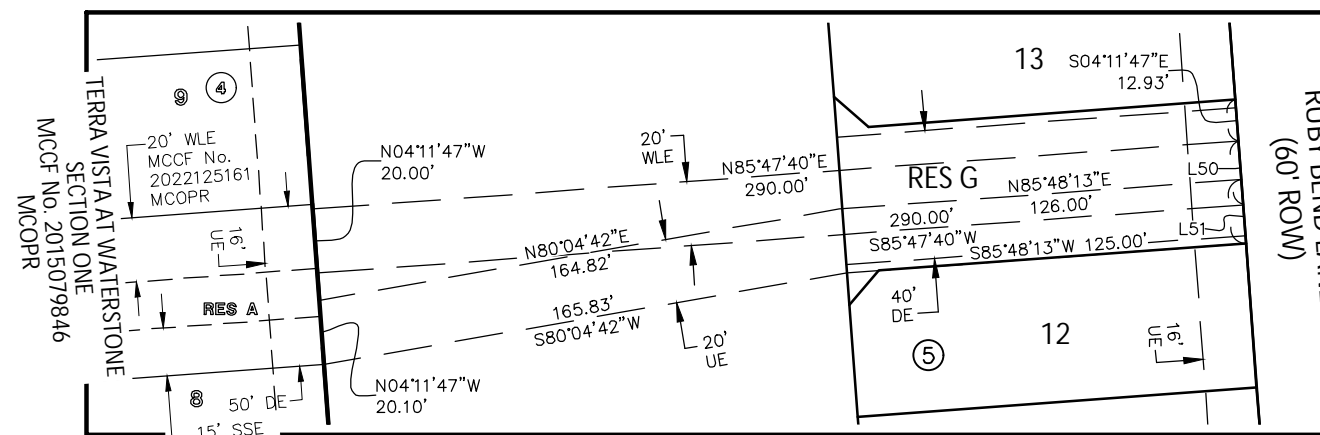 TERRA VISTA AT WATERSTONE
SECTION ONE
MCCF No. 2015079846
MCOPR
9
4
20' WLE
MCCF No.
2022125161
MCOPR
16'
UE
RES A
8
50' DE
15' SSE
N04°11'47"W
20.00'
N04°11'47"W
20.10'
20'
WLE
N85°47'40"E
290.00'
N80°04'42"E
164.82'
165.83'
S80°04'42"W
20'
UE
13
S04°11'47"E
12.93'
RES G
N85°48'13"E
126.00'
290.00'
S85°47'40"W
S85°48'13"W 125.00'
L50
L51
40'
DE
5
12
16'
UE
(60' ROW)